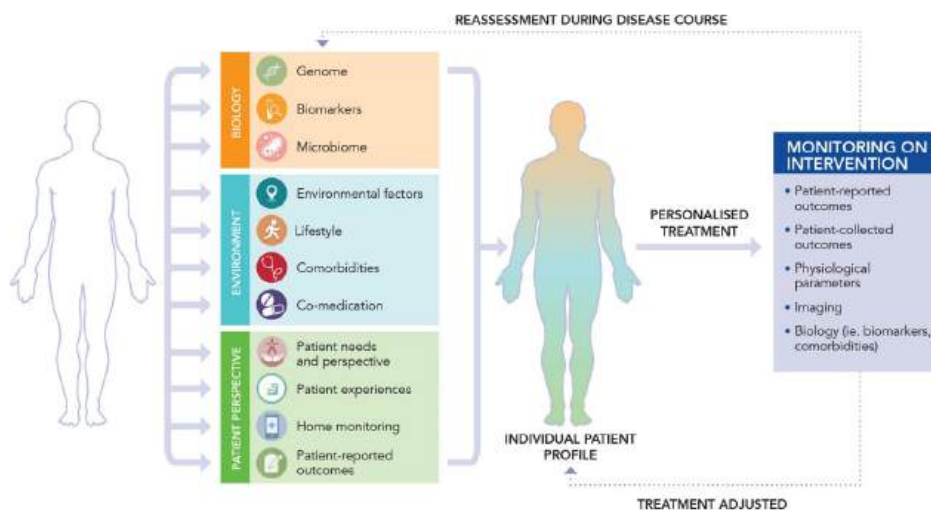 REASSESSMENT DURING DISEASE COURSE
BIOLOGY
Genome
Biomarkers
Microbiome
ENVIRONMENT
Environmental factors
Lifestyle
Comorbidities
Co-medication
PATIENT PERSPECTIVE
Patient needs
and perspective
Patient experiences
Home monitoring
Patient-reported
outcomes
INDIVIDUAL PATIENT
PROFILE
PERSONALISED
TREATMENT
MONITORING ON
INTERVENTION
• Patient-reported
outcomes
• Patient-collected
outcomes
• Physiological
parameters
• Imaging
• Biology (ie. biomarkers,
comorbidities)
TREATMENT ADJUSTED